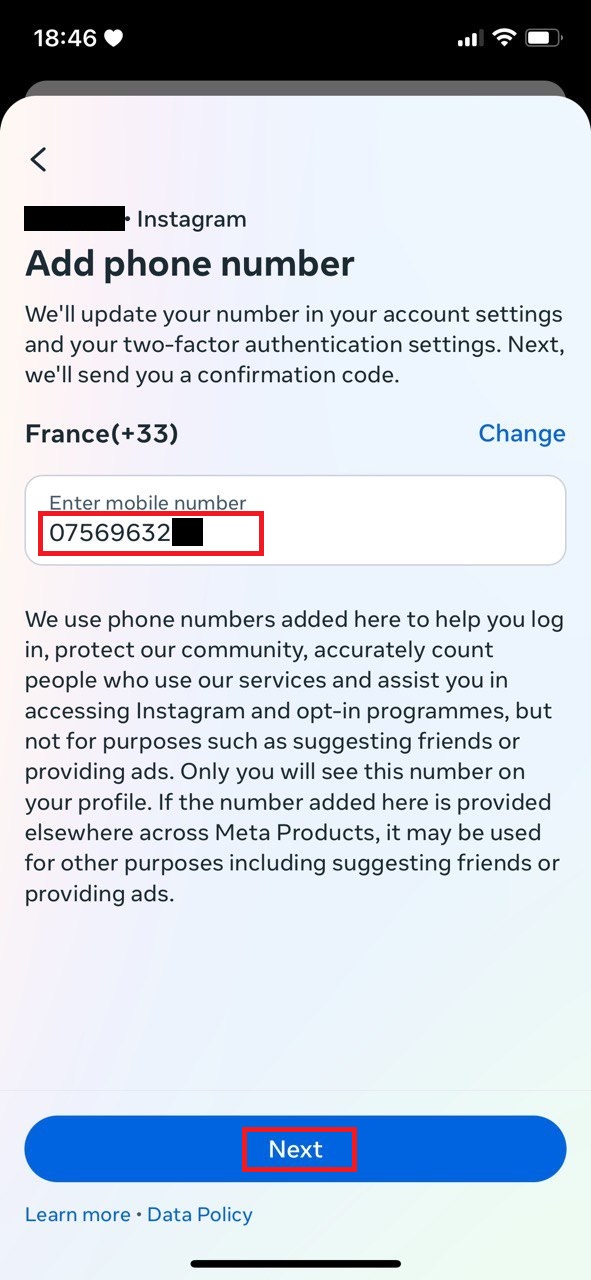 18:46
• Instagram
Add phone number
We'll update your number in your account settings
and your two-factor authentication settings. Next,
we'll send you a confirmation code.
France(+33) Change
Enter mobile number
07569632
We use phone numbers added here to help you log
in, protect our community, accurately count
people who use our services and assist you in
accessing Instagram and opt-in programmes, but
not for purposes such as suggesting friends or
providing ads. Only you will see this number on
your profile. If the number added here is provided
elsewhere across Meta Products, it may be used
for other purposes including suggesting friends or
providing ads.
Next
Learn more • Data Policy